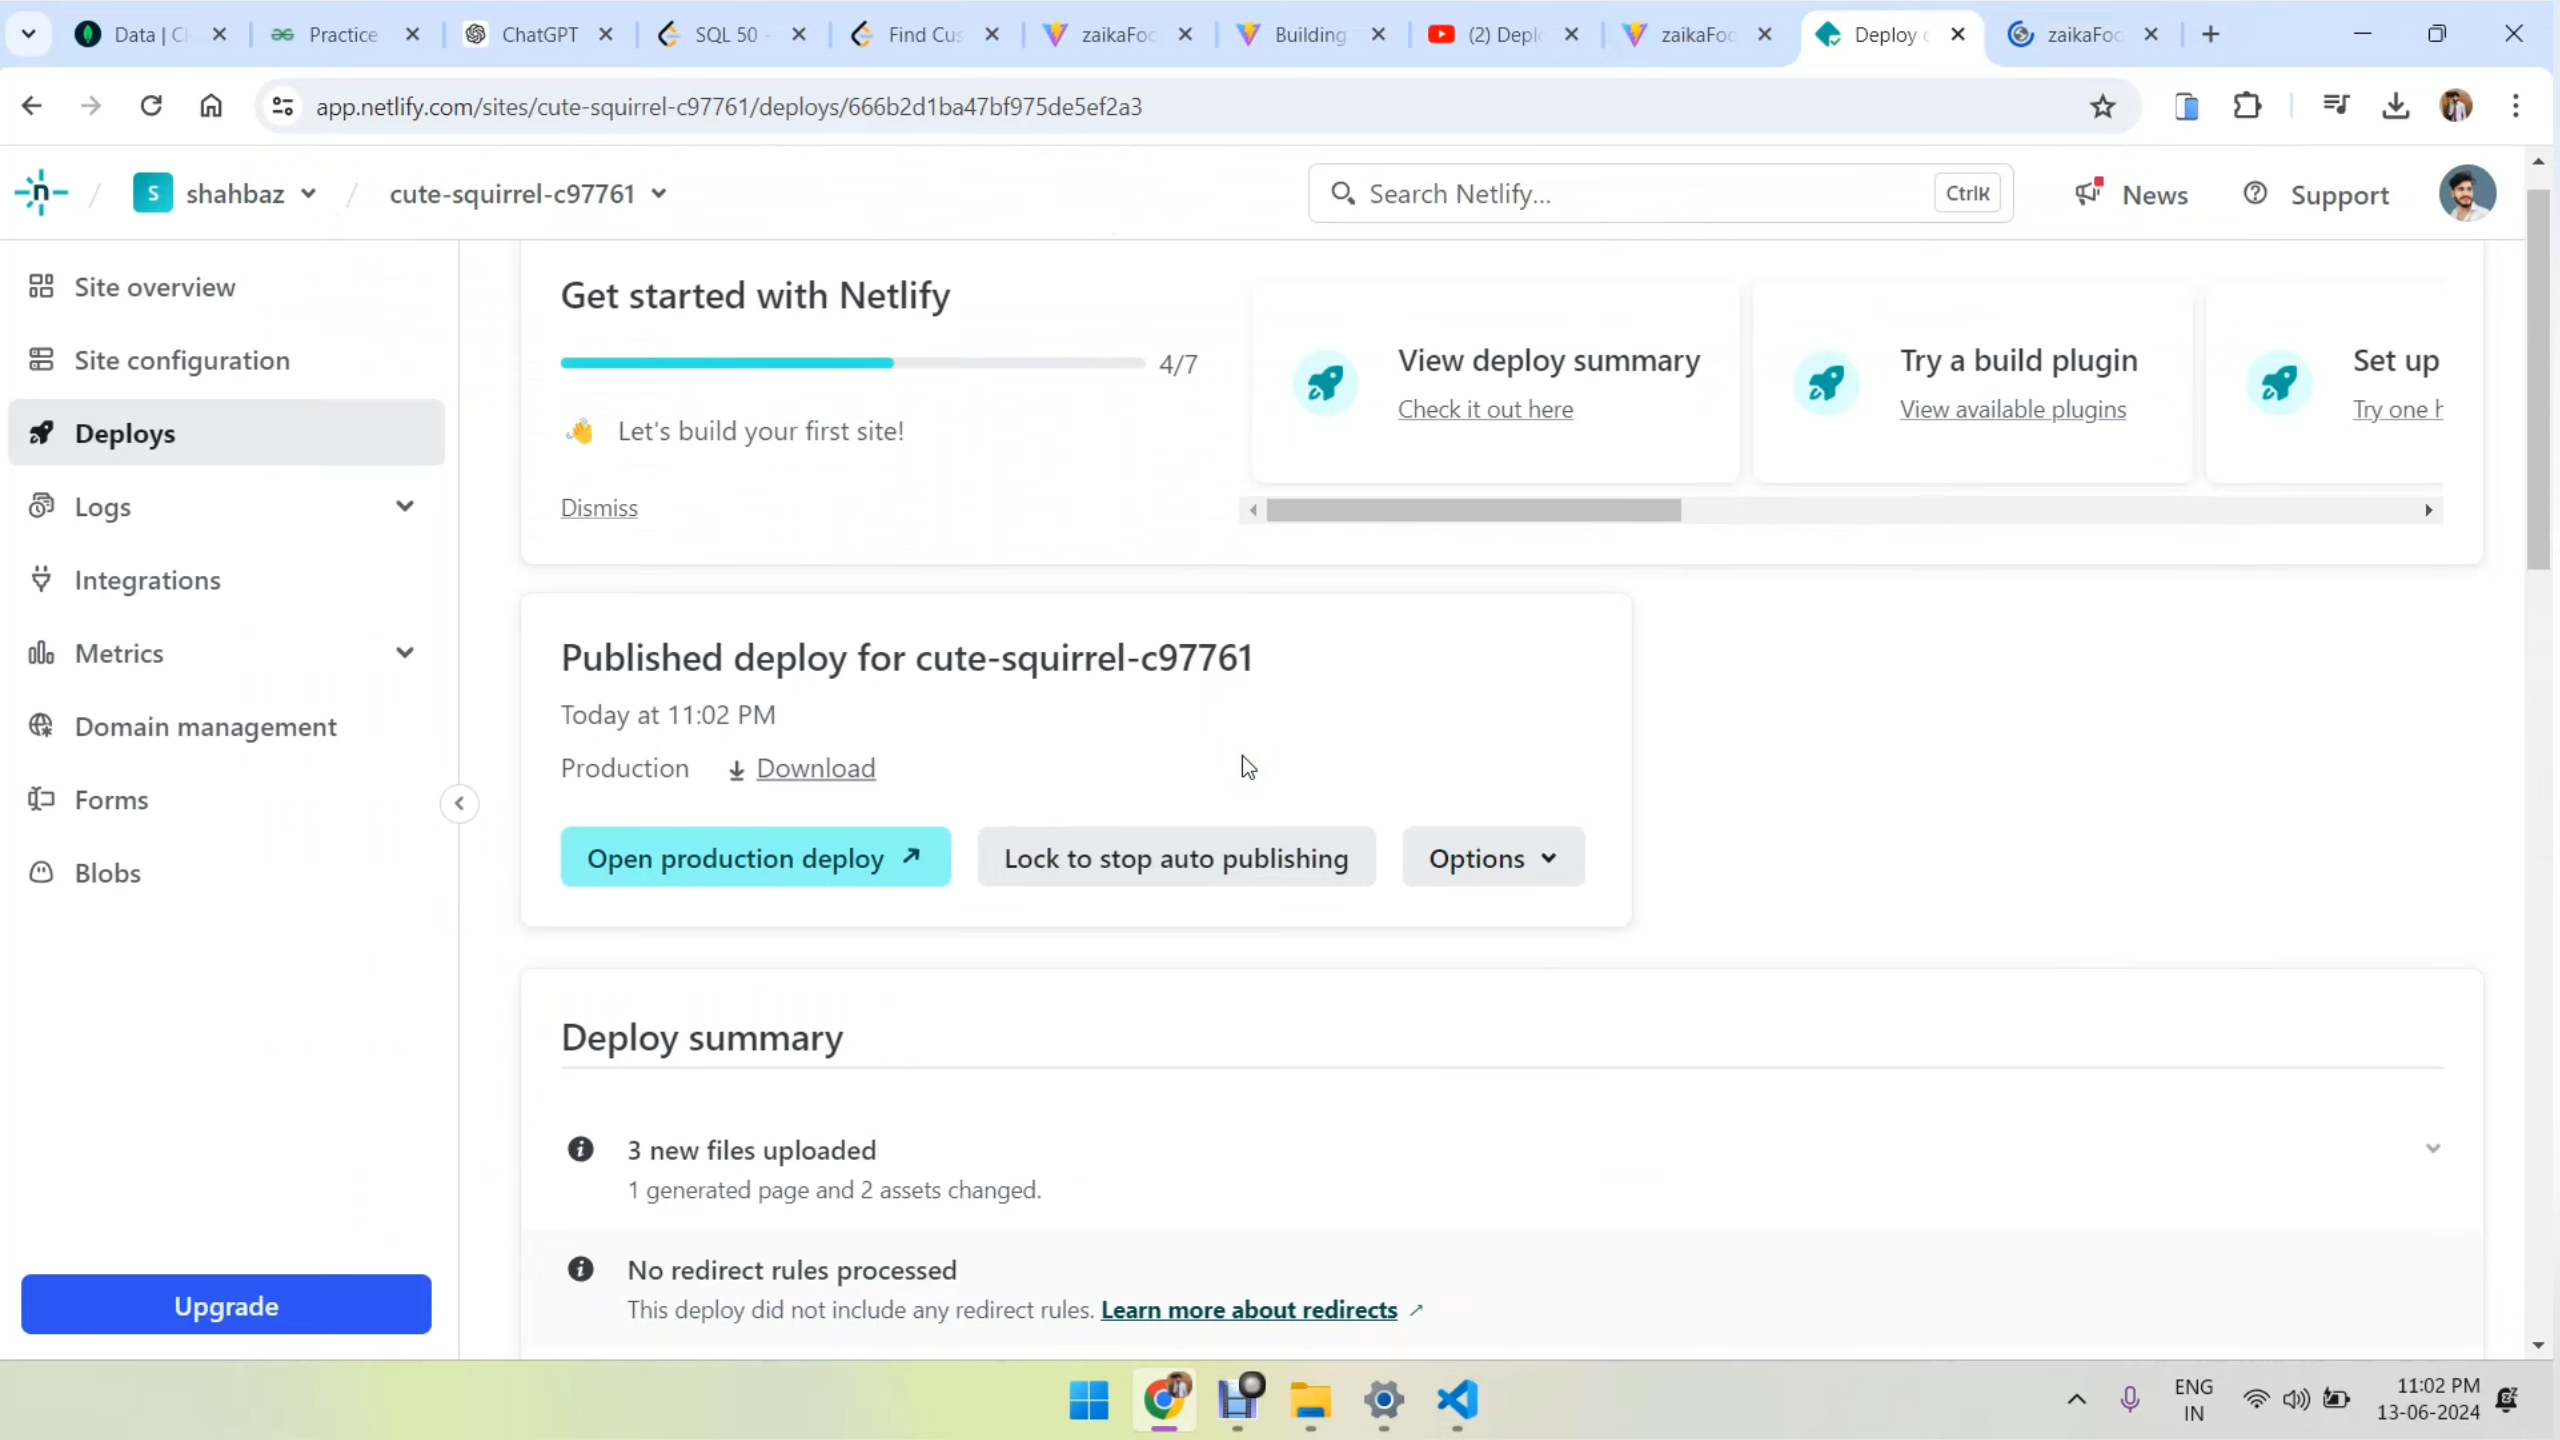 Data | Cl
Practice
ChatGPT
SQL 50 -
Find Cus
zaikaFoo
Building
(2) Deplo
zaikaFoo
Deploy
zaikaFoo
app.netlify.com/sites/cute-squirrel-c97761/deploys/666b2d1ba47bf975de5ef2a3
S shahbaz / cute-squirrel-c97761
Search Netlify... CtrlK
News
Support
Site overview
Site configuration
Deploys
Logs
Integrations
Metrics
Domain management
Forms
Blobs
Upgrade
Get started with Netlify
4/7
👋 Let's build your first site!
Dismiss
View deploy summary
Check it out here
Try a build plugin
View available plugins
Set up
Try one h
Published deploy for cute-squirrel-c97761
Today at 11:02 PM
Production Download
Open production deploy
Lock to stop auto publishing
Options
Deploy summary
3 new files uploaded
1 generated page and 2 assets changed.
No redirect rules processed
This deploy did not include any redirect rules. Learn more about redirects
ENG
IN
11:02 PM
13-06-2024